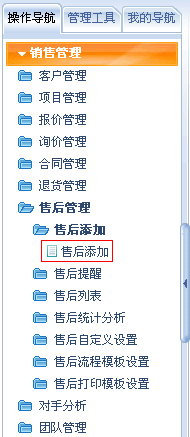 操作导航 管理工具 我的导航
销售管理
客户管理
项目管理
报价管理
询价管理
合同管理
退货管理
售后管理
售后添加
售后添加
售后提醒
售后列表
售后统计分析
售后自定义设置
售后流程模板设置
售后打印模板设置
对手分析
团队管理